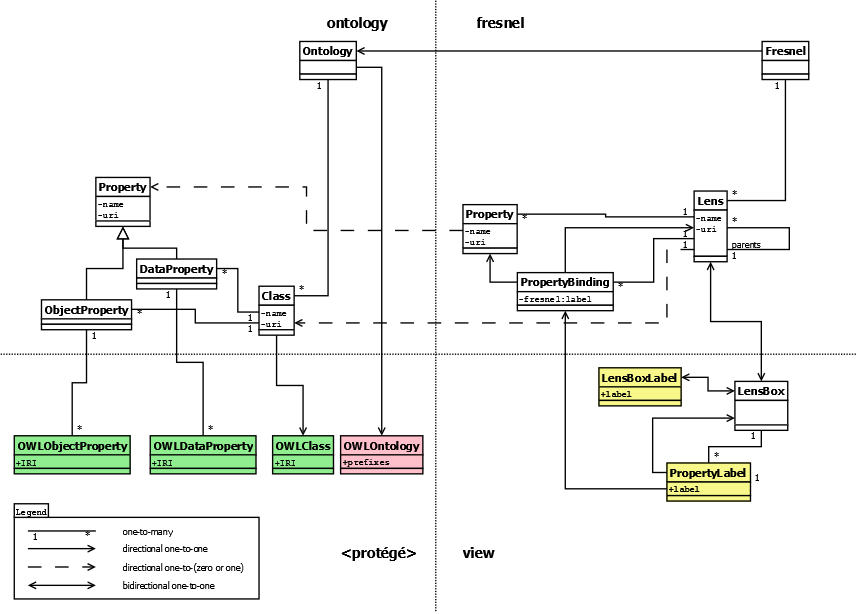 ontology
fresnel
Ontology
Fresnel
1
1
Property
-name
-uri
Property
-name
-uri
*
Lens
-name
-uri
*
*
1
1
1
parents
1
DataProperty
*
1
PropertyBinding
-fresnel:label
*
Class
-name
-uri
*
1
1
ObjectProperty
*
1
LensBoxLabel
+label
LensBox
1
*
*
*
OWLObjectProperty
+IRI
OWLDataProperty
+IRI
OWLClass
+IRI
OWLOntology
+prefixes
PropertyLabel
+label
1
Legend
1 * one-to-many
directional one-to-one
directional one-to-(zero or one)
bidirectional one-to-one
<protégé>
view